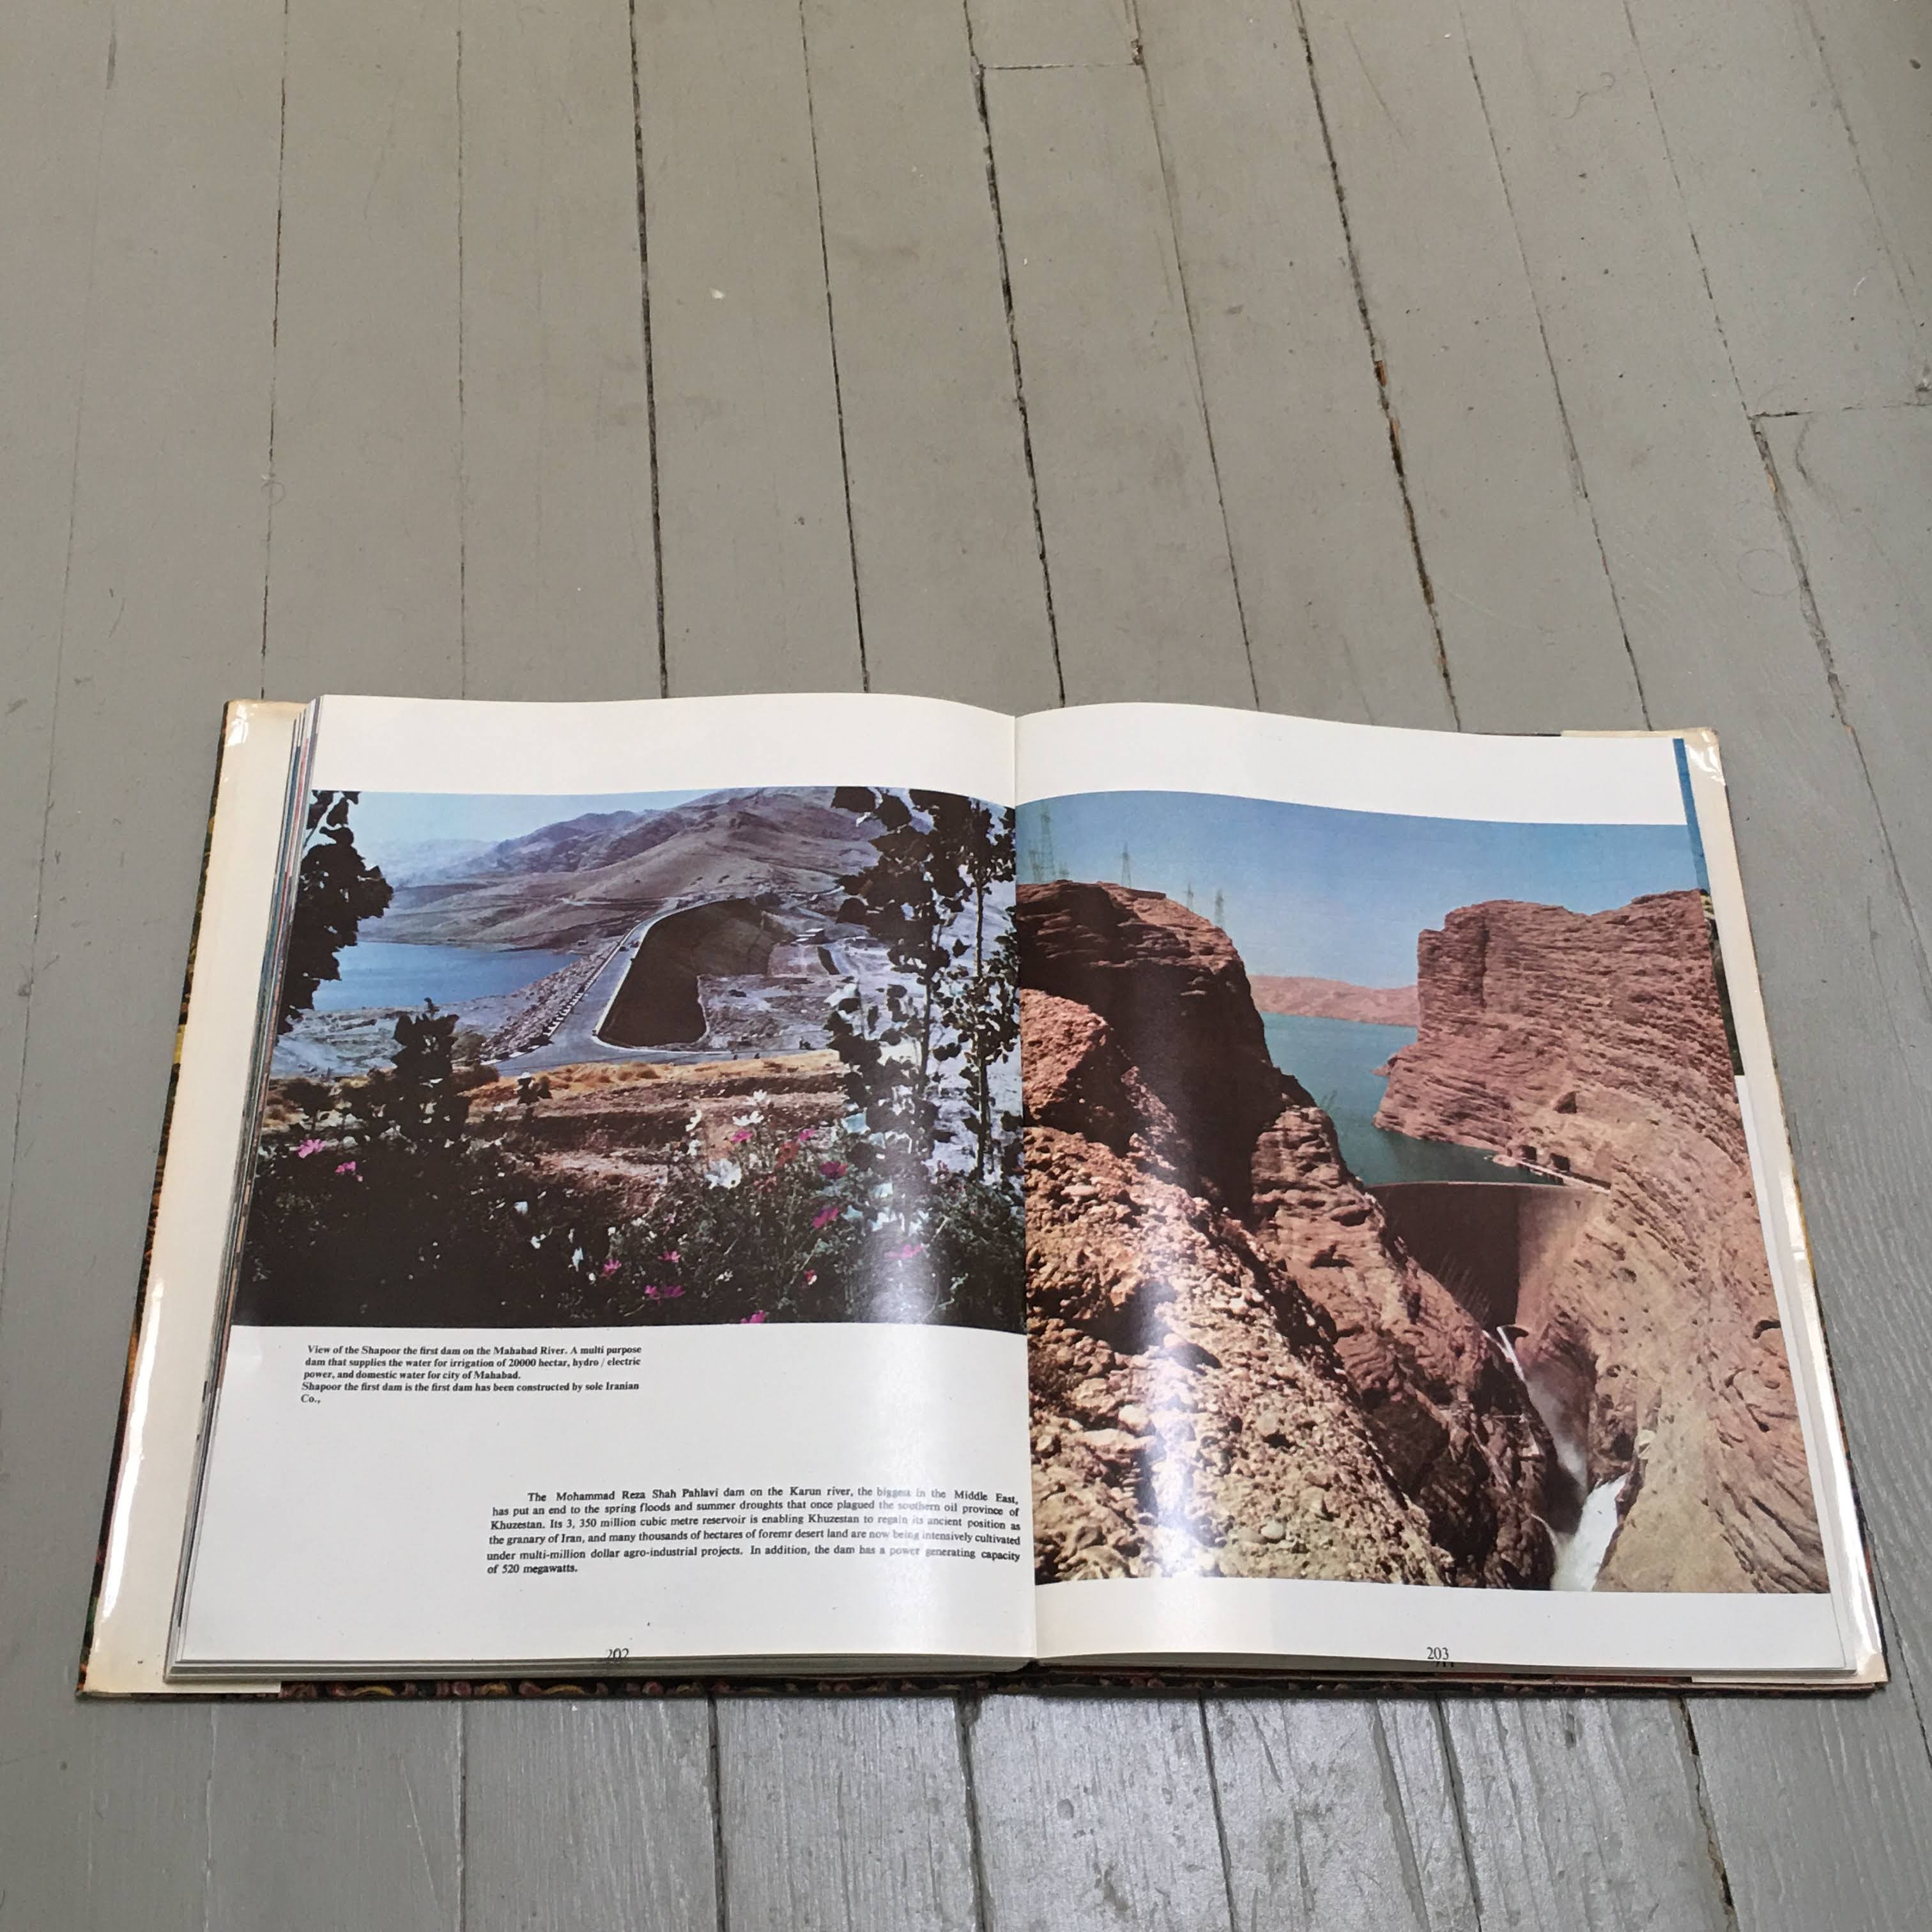 View of the Shapoor the first dam on the Mahabad River. A multi purpose
dam that supplies the water for irrigation of 20000 hectar, hydro / electric
power, and domestic water for city of Mahabad.
Shapoor the first dam is the first dam has been constructed by sole Iranian
Co.,
The Mohammad Reza Shah Pahlavi dam on the Karun river, the biggest in the Middle East,
has put an end to the spring floods and summer droughts that once plagued the southern oil province of
Khuzestan. Its 3, 350 million cubic metre reservoir is enabling Khuzestan to regain its ancient position as
the granary of Iran, and many thousands of hectares of foremr desert land are now being intensively cultivated
under multi-million dollar agro-industrial projects. In addition, the dam has a power generating capacity
of 520 megawatts.
202
203